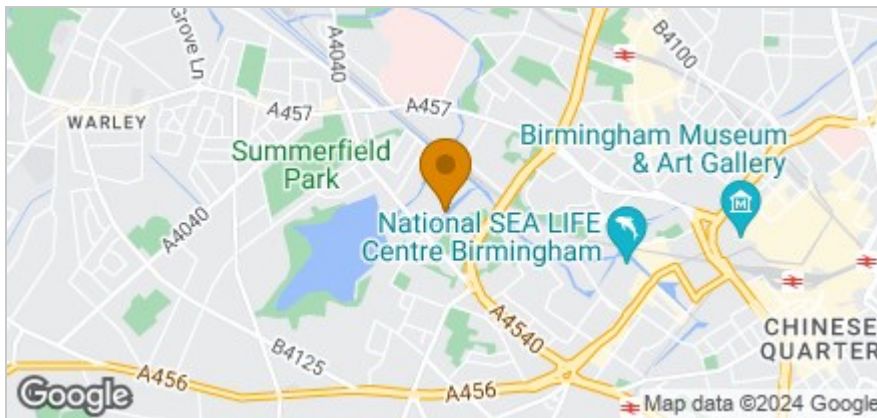 Grove Ln
A4040
B4100
A457
A457
WARLEY
Birmingham Museum
& Art Gallery
Summerfield
Park
A4040
National SEA LIFE
Centre Birmingham
A4540
CHINESE
QUARTER
B4125
A456
A456
Google
Map data ©2024 Google